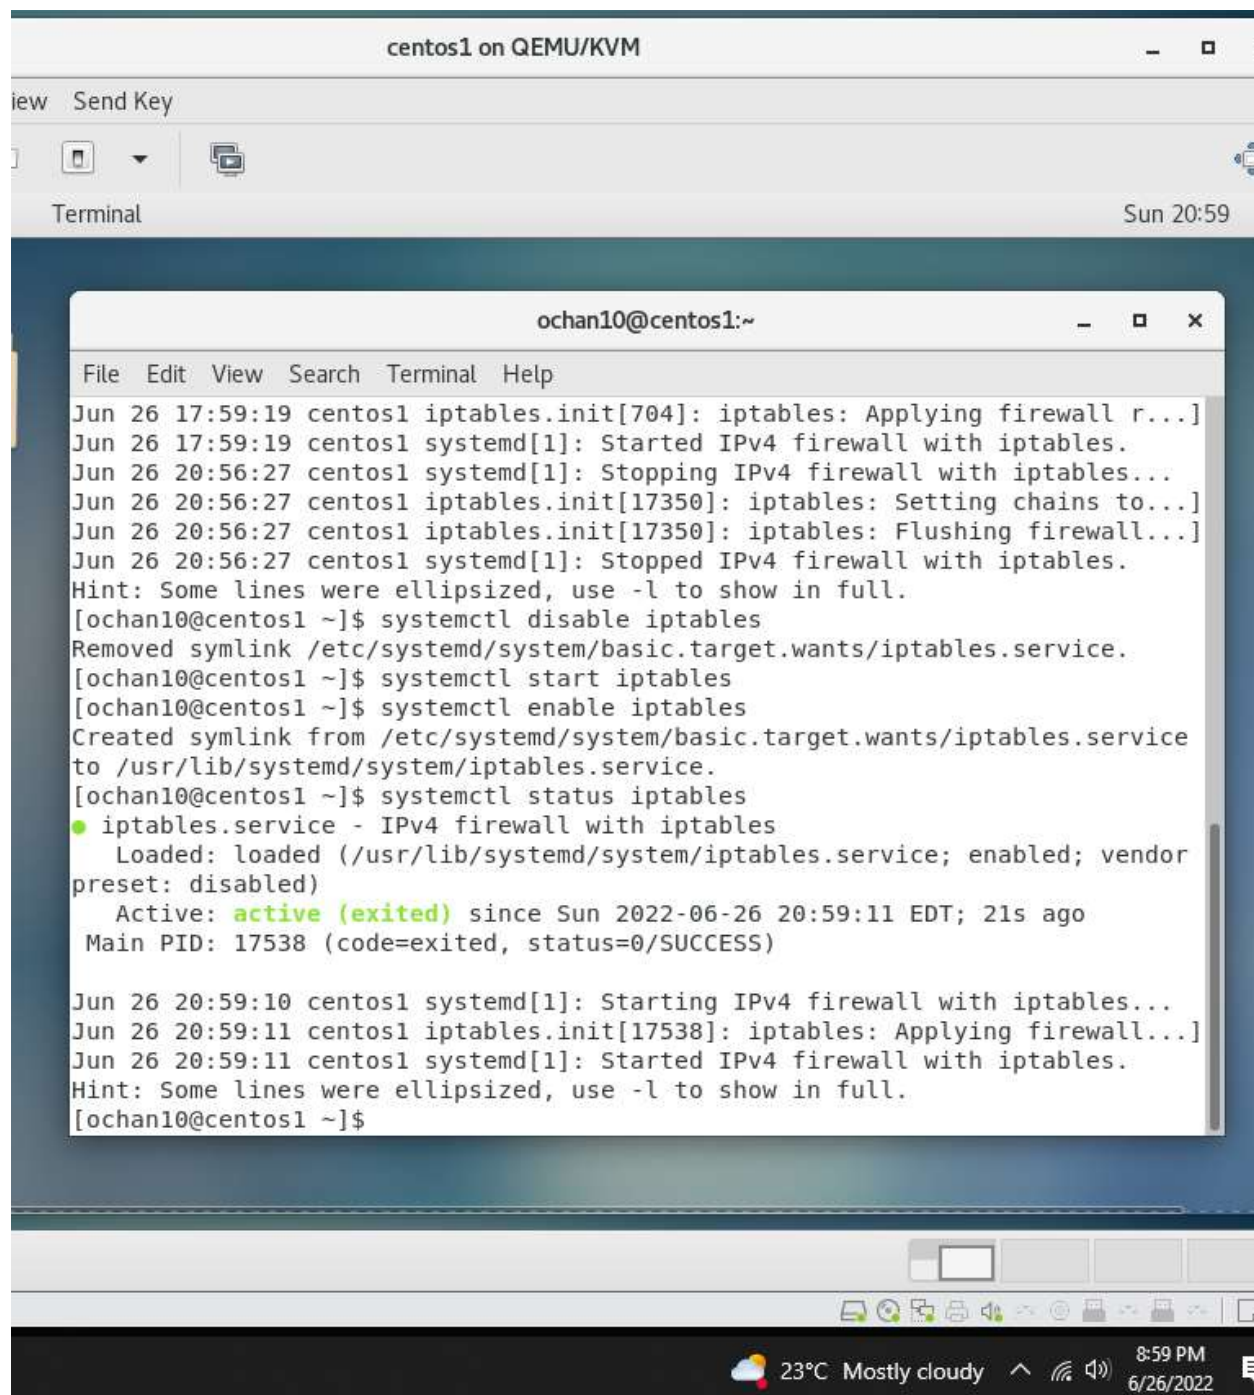 centos1 on QEMU/KVM
iew Send Key
Terminal Sun 20:59
ochan10@centos1:~
File Edit View Search Terminal Help
Jun 26 17:59:19 centos1 iptables.init[704]: iptables: Applying firewall r...]
Jun 26 17:59:19 centos1 systemd[1]: Started IPv4 firewall with iptables.
Jun 26 20:56:27 centos1 systemd[1]: Stopping IPv4 firewall with iptables...
Jun 26 20:56:27 centos1 iptables.init[17350]: iptables: Setting chains to...]
Jun 26 20:56:27 centos1 iptables.init[17350]: iptables: Flushing firewall...]
Jun 26 20:56:27 centos1 systemd[1]: Stopped IPv4 firewall with iptables.
Hint: Some lines were ellipsized, use -l to show in full.
[ochan10@centos1 ~]$ systemctl disable iptables
Removed symlink /etc/systemd/system/basic.target.wants/iptables.service.
[ochan10@centos1 ~]$ systemctl start iptables
[ochan10@centos1 ~]$ systemctl enable iptables
Created symlink from /etc/systemd/system/basic.target.wants/iptables.service
to /usr/lib/systemd/system/iptables.service.
[ochan10@centos1 ~]$ systemctl status iptables
● iptables.service - IPv4 firewall with iptables
   Loaded: loaded (/usr/lib/systemd/system/iptables.service; enabled; vendor
preset: disabled)
   Active: active (exited) since Sun 2022-06-26 20:59:11 EDT; 21s ago
 Main PID: 17538 (code=exited, status=0/SUCCESS)
Jun 26 20:59:10 centos1 systemd[1]: Starting IPv4 firewall with iptables...
Jun 26 20:59:11 centos1 iptables.init[17538]: iptables: Applying firewall...]
Jun 26 20:59:11 centos1 systemd[1]: Started IPv4 firewall with iptables.
Hint: Some lines were ellipsized, use -l to show in full.
[ochan10@centos1 ~]$
23°C Mostly cloudy 8:59 PM
6/26/2022